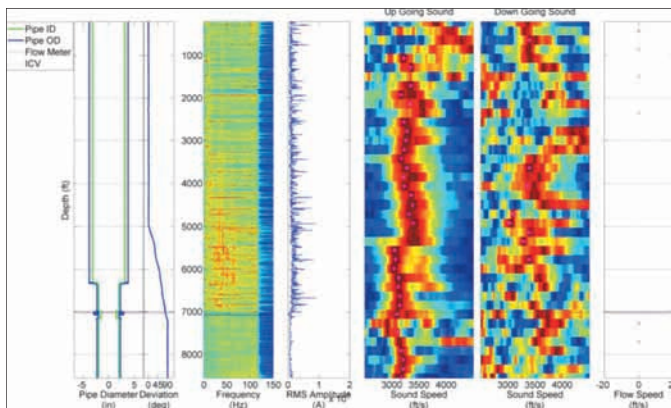 Pipe ID
Pipe OD
Flow Meter
ICV
Up Going Sound
Down Going Sound
1000
2000
3000
4000
5000
6000
7000
8000
Depth (ft)
-5 0 5
Pipe Diameter
(in)
0 45 90
Deviation
(deg)
0 50 100 150
Frequency
(Hz)
0 1 2
RMS Amplitude
(A)
3000 3500 4000
Sound Speed
(ft/s)
3000 3500 4000
Sound Speed
(ft/s)
-20 0 2
Flow Speed
(ft/s)